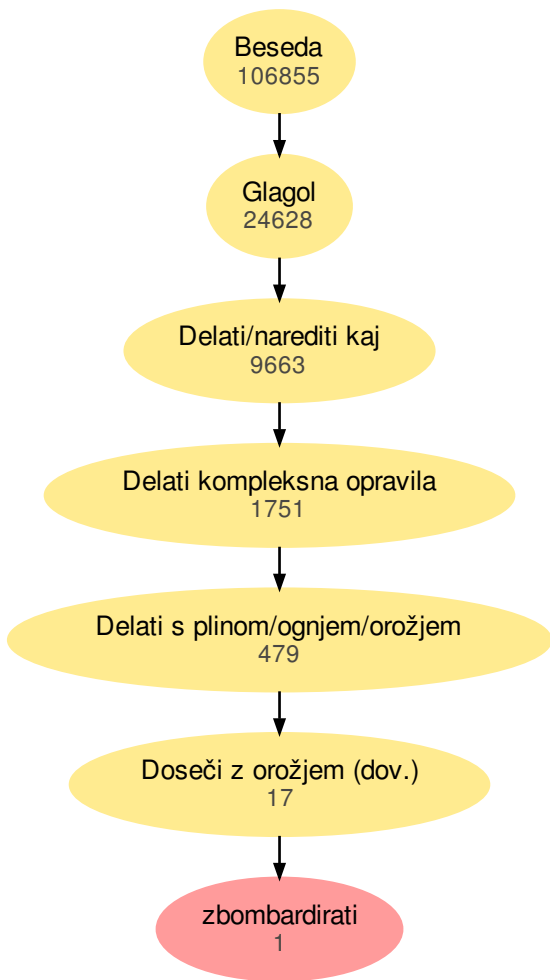 Beseda
106855
Glagol
24628
Delati/narediti kaj
9663
Delati kompleksna opravila
1751
Delati s plinom/ognjem/orožjem
479
Doseči z orožjem (dov.)
17
zbombardirati
1